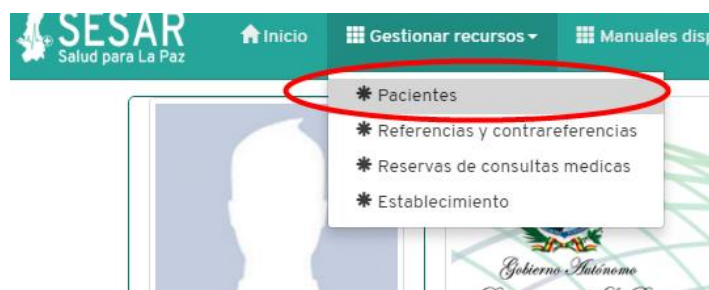 SESAR
Salud para La Paz
Inicio
Gestionar recursos
Manuales
Pacientes
Referencias y contrareferencias
Reservas de consultas medicas
Establecimiento
Gobierno Autónomo